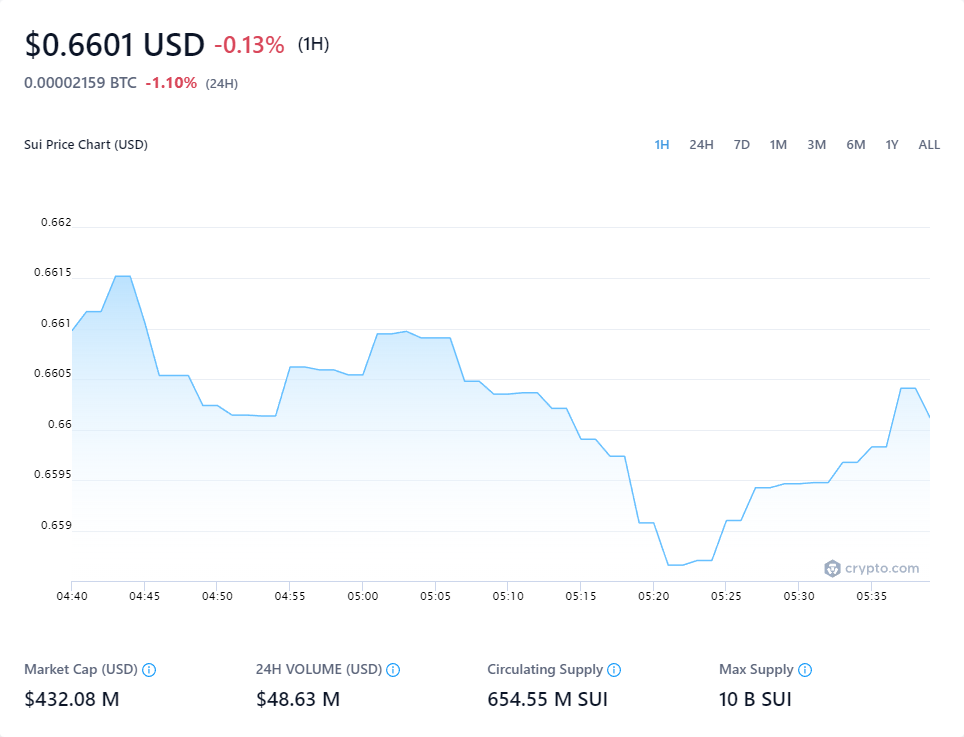 $0.6601 USD -0.13% (1H)
0.00002159 BTC -1.10% (24H)
Sui Price Chart (USD) 1H 24H 7D 1M 3M 6M 1Y ALL
0.662
0.6615
0.661
0.6605
0.66
0.6595
0.659
crypto.com
04:40 04:45 04:50 04:55 05:00 05:05 05:10 05:15 05:20 05:25 05:30 05:35
Market Cap (USD) 24H VOLUME (USD) Circulating Supply Max Supply
$432.08 M $48.63 M 654.55 M SUI 10 B SUI